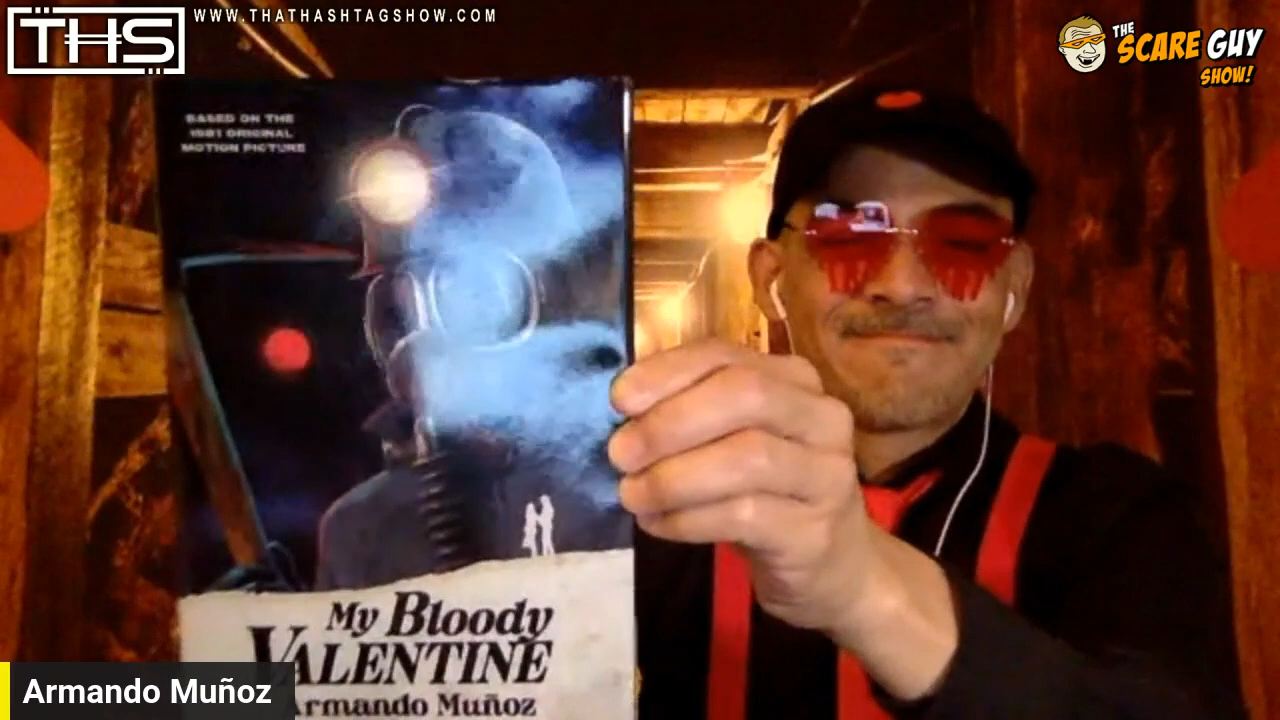 THS
WWW.THATHASHTAGSHOW.COM
THE
SCARE GUY
SHOW!
BASED ON THE
1981 ORIGINAL
MOTION PICTURE
My Bloody
VALENTINE
Armando Muñoz
Armando Muñoz